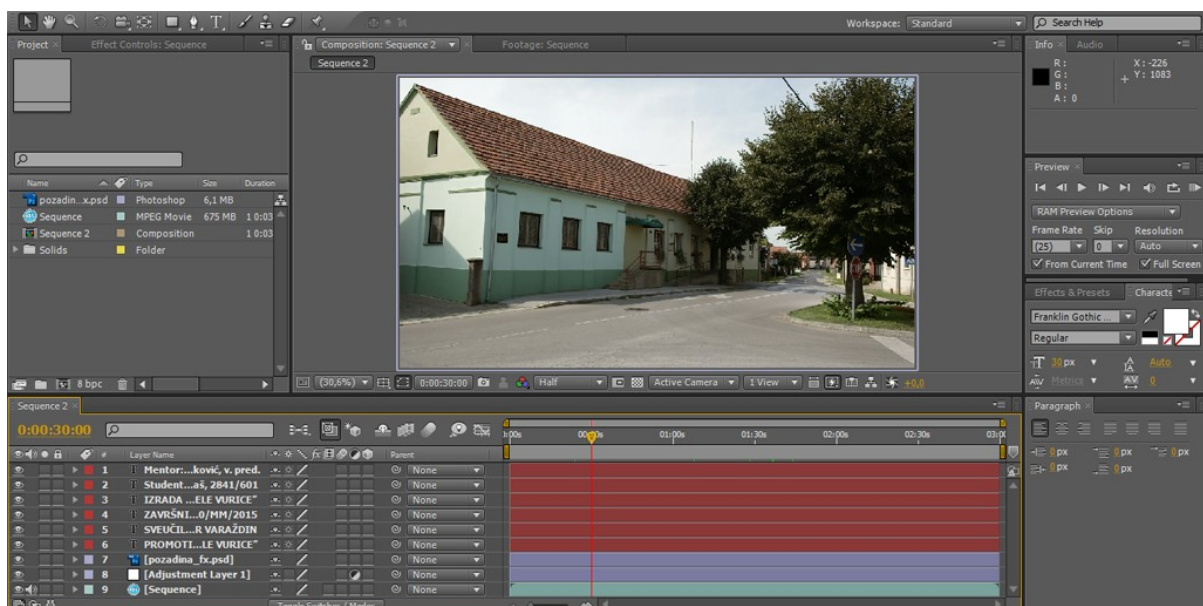 Workspace: Standard
Search Help
Project
Effect Controls: Sequence
Composition: Sequence 2
Footage: Sequence
Sequence 2
Info
Audio
R:
G:
B:
A: 0
X: -226
Y: 1083
Name Type Size Duration
pozadin...x.psd Photoshop 6,1 MB
Sequence MPEG Movie 675 MB 1 0:03
Sequence 2 Composition 1 0:03
Solids Folder
8 bpc
(30,6%) 0:00:30:00 Half Active Camera 1 View +0,0
Preview
RAM Preview Options
Frame Rate Skip Resolution
(25) 0 Auto
From Current Time Full Screen
Effects & Presets Characte
Franklin Gothic ...
Regular
30 px Auto
Metrics 0
Sequence 2
0:00:30:00
00s 01:00s 01:30s 02:00s 02:30s
# Layer Name Parent
1 Mentor:...ković, v. pred. None
2 Student...aš, 2841/601 None
3 IZRADA ...ELE VURICE" None
4 ZAVRŠNI...0/MM/2015 None
5 SVEUČIL...R VARAŽDIN None
6 PROMOTI...LE VURICE" None
7 [pozadina_fx.psd] None
8 [Adjustment Layer 1] None
9 [Sequence] None
Toggle Switches / Modes
Paragraph
0 px 0 px 0 px
0 px 0 px